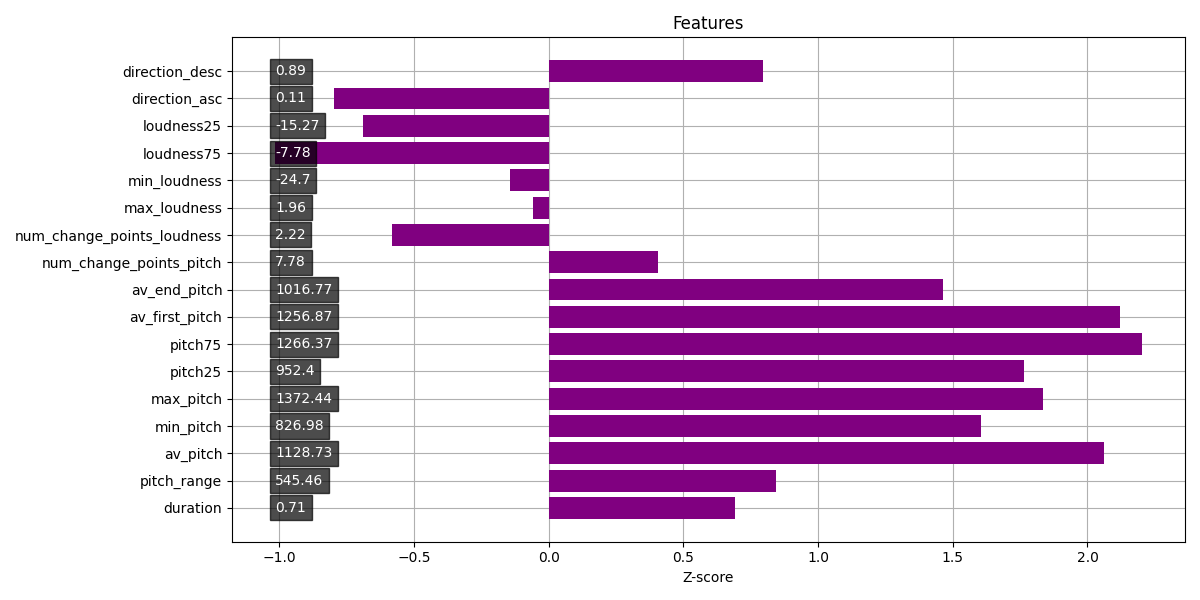 Features
direction_desc 0.89
direction_asc 0.11
loudness25 -15.27
loudness75 -7.78
min_loudness -24.7
max_loudness 1.96
num_change_points_loudness 2.22
num_change_points_pitch 7.78
av_end_pitch 1016.77
av_first_pitch 1256.87
pitch75 1266.37
pitch25 952.4
max_pitch 1372.44
min_pitch 826.98
av_pitch 1128.73
pitch_range 545.46
duration 0.71
−1.0 −0.5 0.0 0.5 1.0 1.5 2.0
Z-score